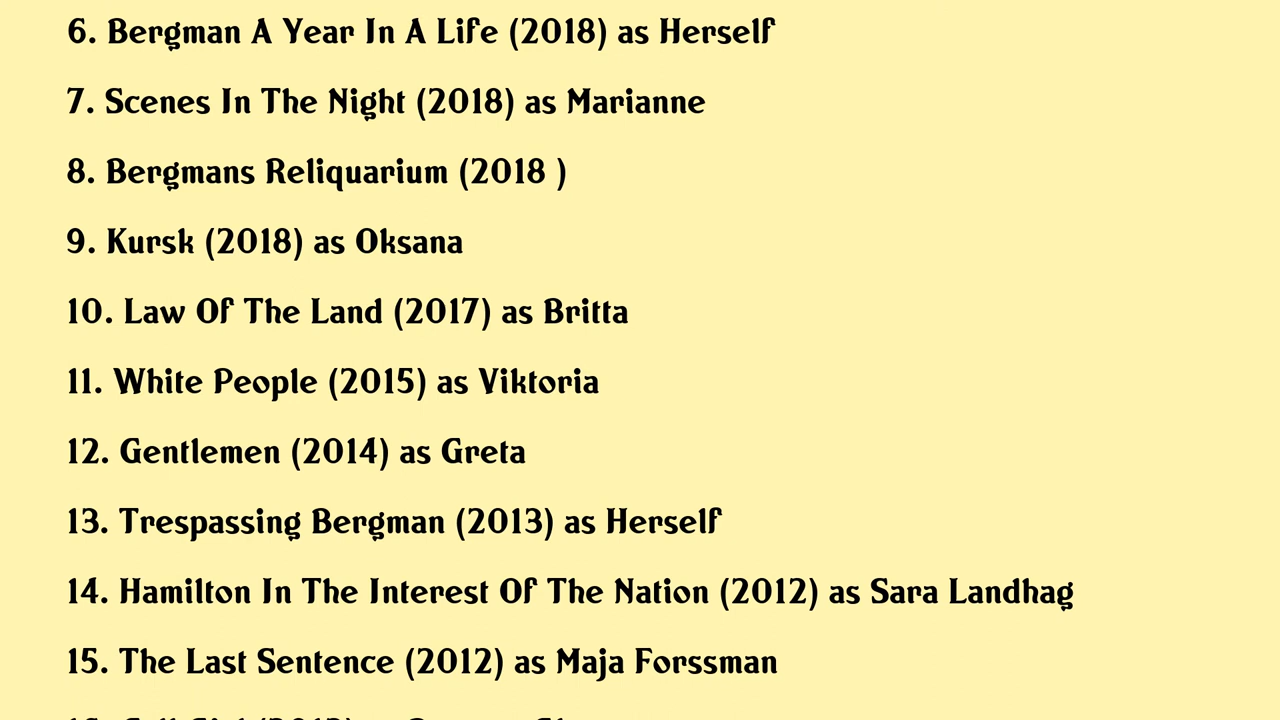 6. Bergman A Year In A Life (2018) as Herself
7. Scenes In The Night (2018) as Marianne
8. Bergmans Reliquarium (2018 )
9. Kursk (2018) as Oksana
10. Law Of The Land (2017) as Britta
11. White People (2015) as Viktoria
12. Gentlemen (2014) as Greta
13. Trespassing Bergman (2013) as Herself
14. Hamilton In The Interest Of The Nation (2012) as Sara Landhag
15. The Last Sentence (2012) as Maja Forssman